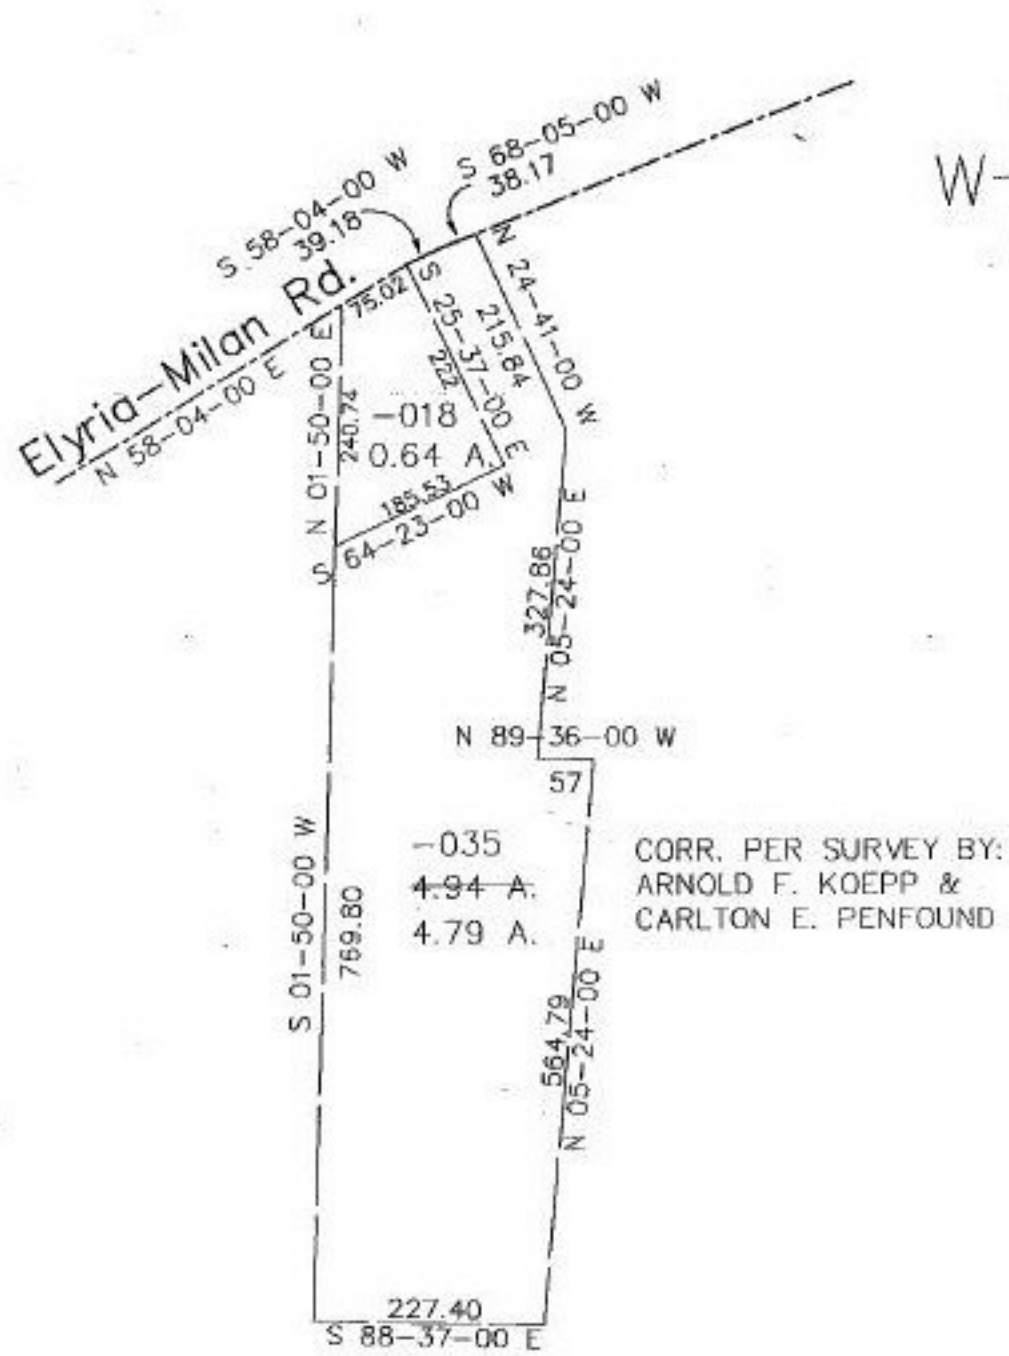 S 68-05-00 W
38.17
W-
S 58-04-00 W
39.18
Elyria-Milan Rd.
N 58-04-00 E
75.02
S 25-37-00 E
222
N 24-41-00 W
215.84
N 01-50-00 E
240.74
-018
0.64 A.
185.53
S 64-23-00 W
327.86
N 05-24-00 E
N 89-36-00 W
57
-035
4.94 A.
4.79 A.
CORR. PER SURVEY BY:
ARNOLD F. KOEPP &
CARLTON E. PENFOUND
S 01-50-00 W
769.80
564.79
N 05-24-00 E
227.40
S 88-37-00 E